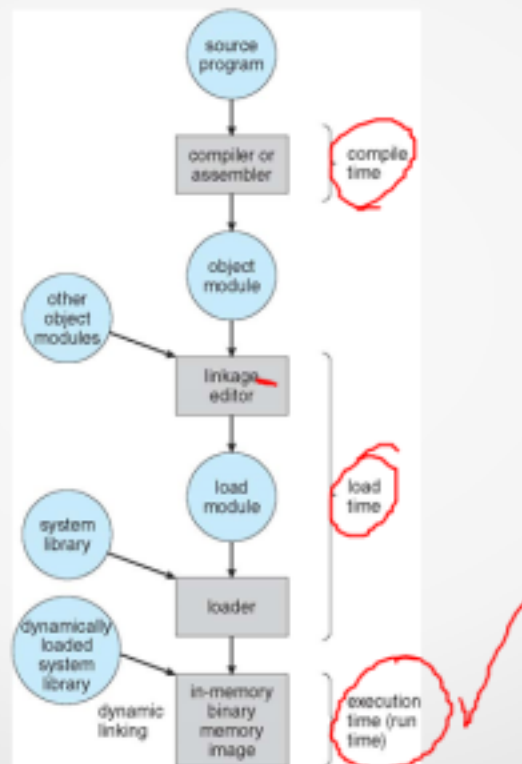 source
program
compiler or
assembler
compile
time
object
module
other
object
modules
linkage
editor
load
module
load
time
system
library
loader
dynamically
loaded
system
library
dynamic
linking
in-memory
binary
memory
image
execution
time (run
time)